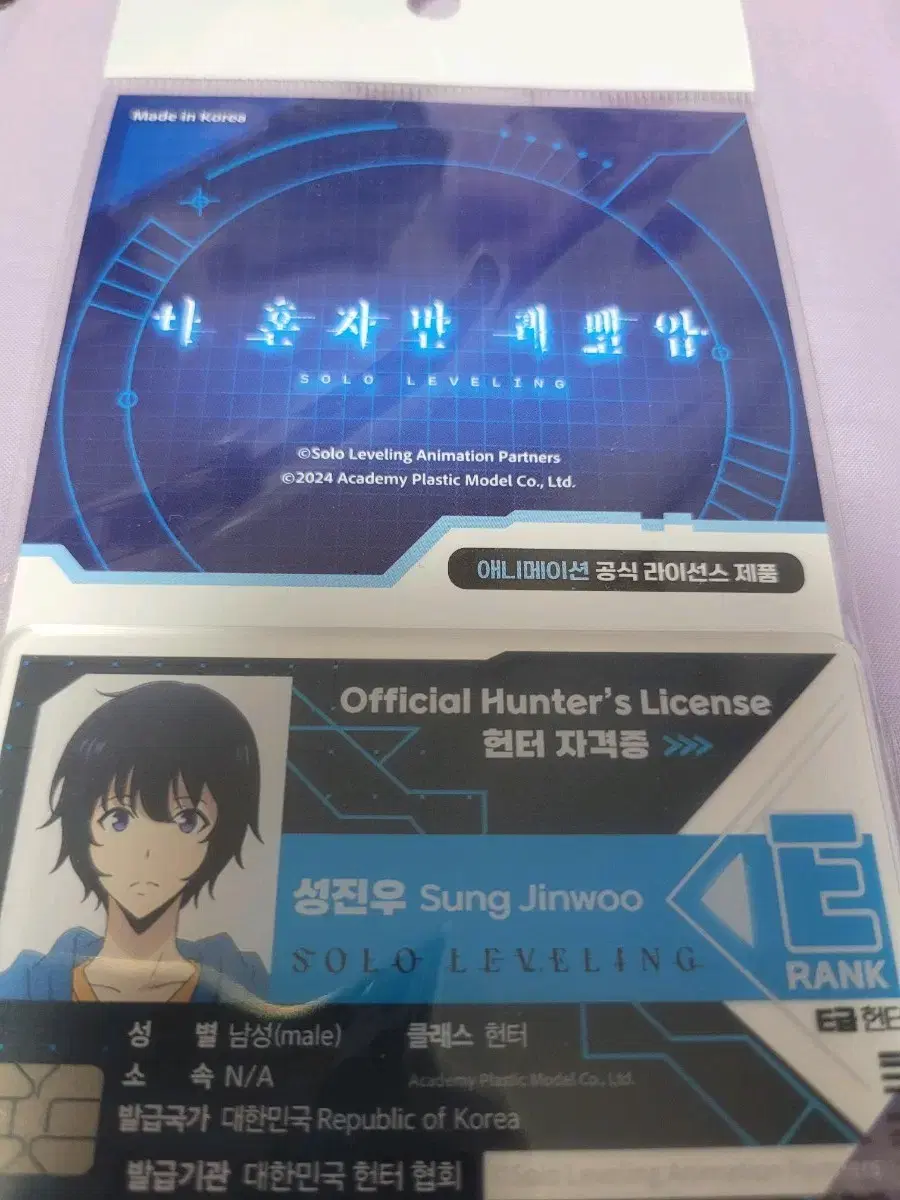 Made in Korea
나 혼자만 레벨업
SOLO LEVELING
©Solo Leveling Animation Partners
©2024 Academy Plastic Model Co., Ltd.
애니메이션 공식 라이선스 제품
Official Hunter's License
헌터 자격증 >>>
성진우 Sung Jinwoo
SOLO LEVELING
E
RANK
E급 헌터
성 별 남성(male) 클래스 헌터
소 속 N/A
Academy Plastic Model Co., Ltd.
발급국가 대한민국 Republic of Korea
발급기관 대한민국 헌터 협회
©Solo Leveling Animation Partners